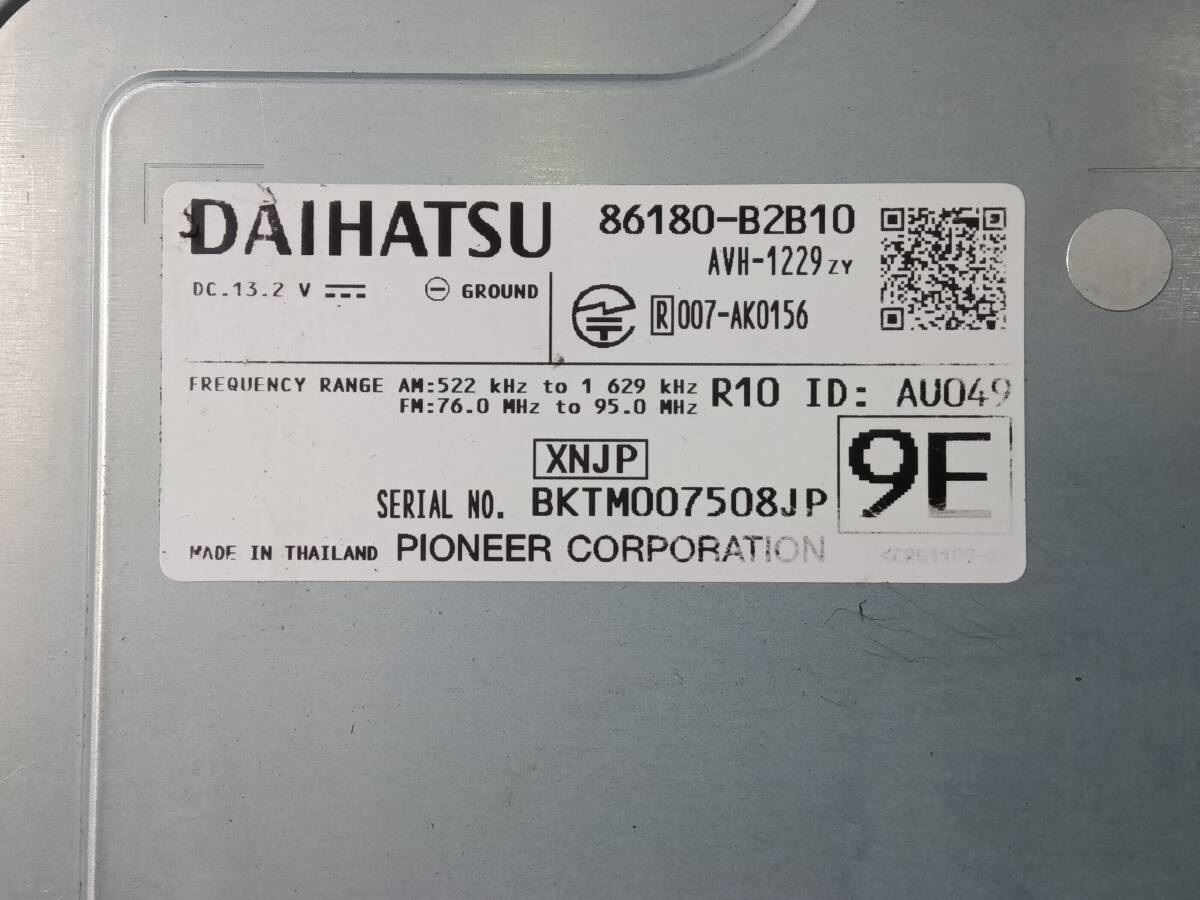 DAIHATSU 86180-B2B10
AVH-1229ZY
DC.13.2 V GROUND
R 007-AK0156
FREQUENCY RANGE AM:522 kHz to 1 629 kHz
FM:76.0 MHz to 95.0 MHz
R10 ID: AU049
XNJP
9E
SERIAL NO. BKTM007508JP
MADE IN THAILAND PIONEER CORPORATION